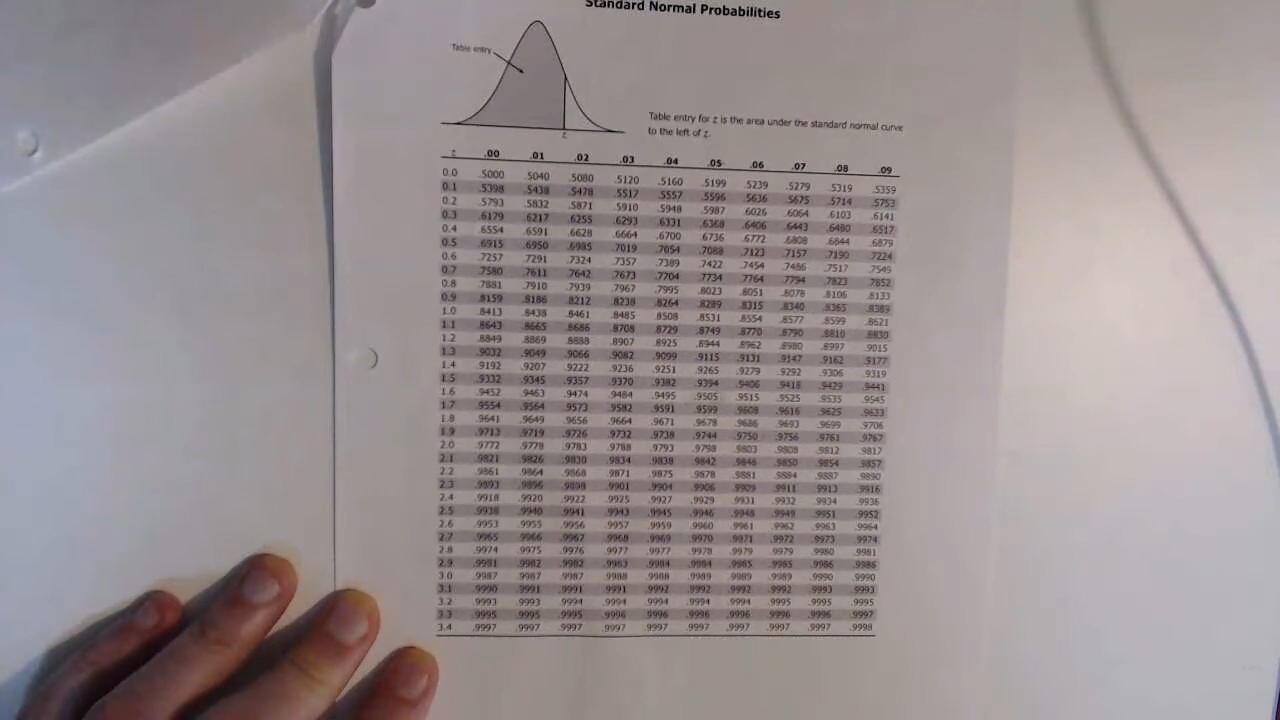 Standard Normal Probabilities
Table entry
z
Table entry for z is the area under the standard normal curve
to the left of z.
z .00 .01 .02 .03 .04 .05 .06 .07 .08 .09
0.0 .5000 .5040 .5080 .5120 .5160 .5199 .5239 .5279 .5319 .5359
0.1 .5398 .5438 .5478 .5517 .5557 .5596 .5636 .5675 .5714 .5753
0.2 .5793 .5832 .5871 .5910 .5948 .5987 .6026 .6064 .6103 .6141
0.3 .6179 .6217 .6255 .6293 .6331 .6368 .6406 .6443 .6480 .6517
0.4 .6554 .6591 .6628 .6664 .6700 .6736 .6772 .6808 .6844 .6879
0.5 .6915 .6950 .6985 .7019 .7054 .7088 .7123 .7157 .7190 .7224
0.6 .7257 .7291 .7324 .7357 .7389 .7422 .7454 .7486 .7517 .7549
0.7 .7580 .7611 .7642 .7673 .7704 .7734 .7764 .7794 .7823 .7852
0.8 .7881 .7910 .7939 .7967 .7995 .8023 .8051 .8078 .8106 .8133
0.9 .8159 .8186 .8212 .8238 .8264 .8289 .8315 .8340 .8365 .8389
1.0 .8413 .8438 .8461 .8485 .8508 .8531 .8554 .8577 .8599 .8621
1.1 .8643 .8665 .8686 .8708 .8729 .8749 .8770 .8790 .8810 .8830
1.2 .8849 .8869 .8888 .8907 .8925 .8944 .8962 .8980 .8997 .9015
1.3 .9032 .9049 .9066 .9082 .9099 .9115 .9131 .9147 .9162 .9177
1.4 .9192 .9207 .9222 .9236 .9251 .9265 .9279 .9292 .9306 .9319
1.5 .9332 .9345 .9357 .9370 .9382 .9394 .9406 .9418 .9429 .9441
1.6 .9452 .9463 .9474 .9484 .9495 .9505 .9515 .9525 .9535 .9545
1.7 .9554 .9564 .9573 .9582 .9591 .9599 .9608 .9616 .9625 .9633
1.8 .9641 .9649 .9656 .9664 .9671 .9678 .9686 .9693 .9699 .9706
1.9 .9713 .9719 .9726 .9732 .9738 .9744 .9750 .9756 .9761 .9767
2.0 .9772 .9778 .9783 .9788 .9793 .9798 .9803 .9808 .9812 .9817
2.1 .9821 .9826 .9830 .9834 .9838 .9842 .9846 .9850 .9854 .9857
2.2 .9861 .9864 .9868 .9871 .9875 .9878 .9881 .9884 .9887 .9890
2.3 .9893 .9896 .9898 .9901 .9904 .9906 .9909 .9911 .9913 .9916
2.4 .9918 .9920 .9922 .9925 .9927 .9929 .9931 .9932 .9934 .9936
2.5 .9938 .9940 .9941 .9943 .9945 .9946 .9948 .9949 .9951 .9952
2.6 .9953 .9955 .9956 .9957 .9959 .9960 .9961 .9962 .9963 .9964
2.7 .9965 .9966 .9967 .9968 .9969 .9970 .9971 .9972 .9973 .9974
2.8 .9974 .9975 .9976 .9977 .9977 .9978 .9979 .9979 .9980 .9981
2.9 .9981 .9982 .9982 .9983 .9984 .9984 .9985 .9985 .9986 .9986
3.0 .9987 .9987 .9987 .9988 .9988 .9989 .9989 .9989 .9990 .9990
3.1 .9990 .9991 .9991 .9991 .9992 .9992 .9992 .9992 .9993 .9993
3.2 .9993 .9993 .9994 .9994 .9994 .9994 .9994 .9995 .9995 .9995
3.3 .9995 .9995 .9995 .9996 .9996 .9996 .9996 .9996 .9996 .9997
3.4 .9997 .9997 .9997 .9997 .9997 .9997 .9997 .9997 .9997 .9998